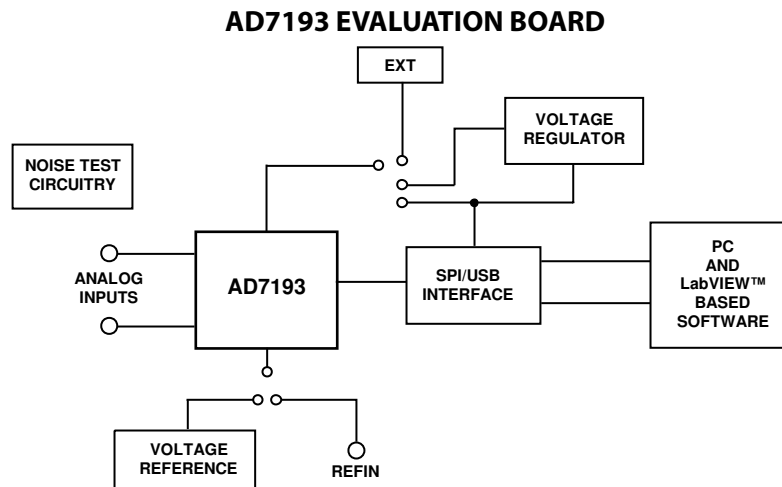 AD7193 EVALUATION BOARD
EXT
VOLTAGE
REGULATOR
NOISE TEST
CIRCUITRY
ANALOG
INPUTS
AD7193
SPI/USB
INTERFACE
PC
AND
LabVIEW™
BASED
SOFTWARE
VOLTAGE
REFERENCE
REFIN